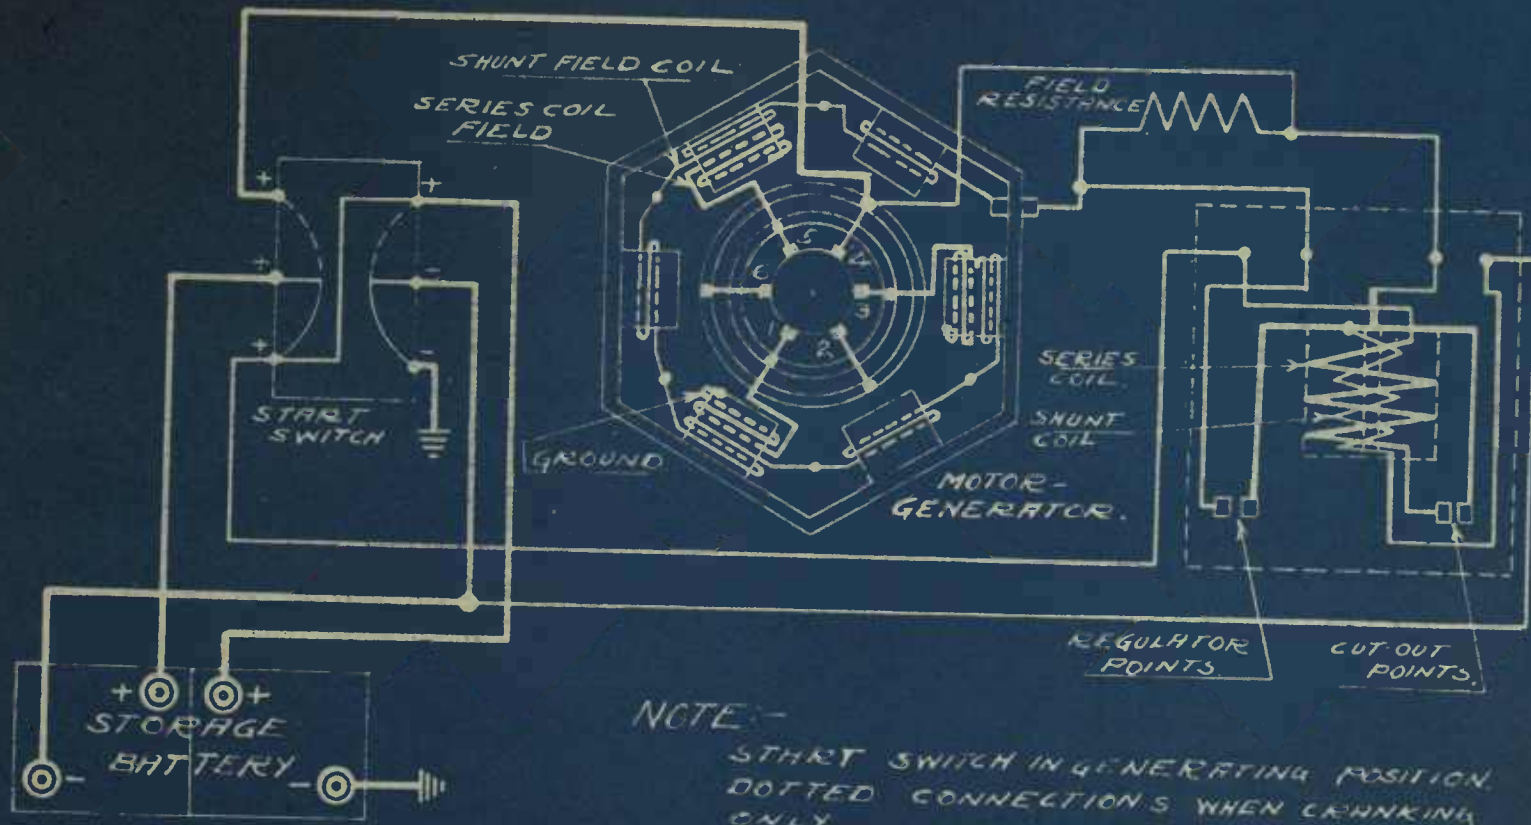 SHUNT FIELD COIL
SERIES COIL
FIELD
FIELD
RESISTANCE
+
+
+
-
+
-
START
SWITCH
5
4
6
3
1
2
SERIES
COIL
SHUNT
COIL
GROUND
MOTOR-
GENERATOR.
REGULATOR
POINTS.
CUT-OUT
POINTS.
+ +
STORAGE
BATTERY
- -
NOTE:-
START SWITCH IN GENERATING POSITION.
DOTTED CONNECTIONS WHEN CRANKING
ONLY